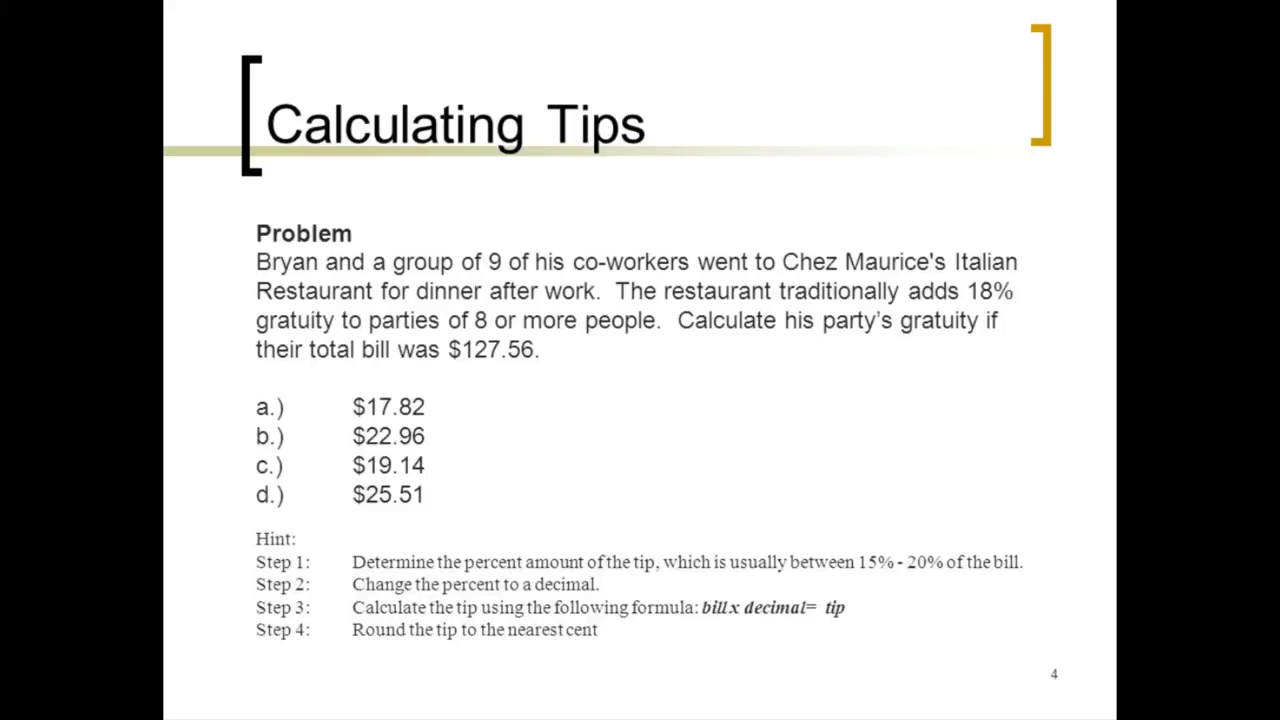 Calculating Tips
Problem
Bryan and a group of 9 of his co-workers went to Chez Maurice's Italian
Restaurant for dinner after work.  The restaurant traditionally adds 18%
gratuity to parties of 8 or more people.  Calculate his party’s gratuity if
their total bill was $127.56.
a.) $17.82
b.) $22.96
c.) $19.14
d.) $25.51
Hint:
Step 1: Determine the percent amount of the tip, which is usually between 15% - 20% of the bill.
Step 2: Change the percent to a decimal.
Step 3: Calculate the tip using the following formula: bill x decimal= tip
Step 4: Round the tip to the nearest cent
4